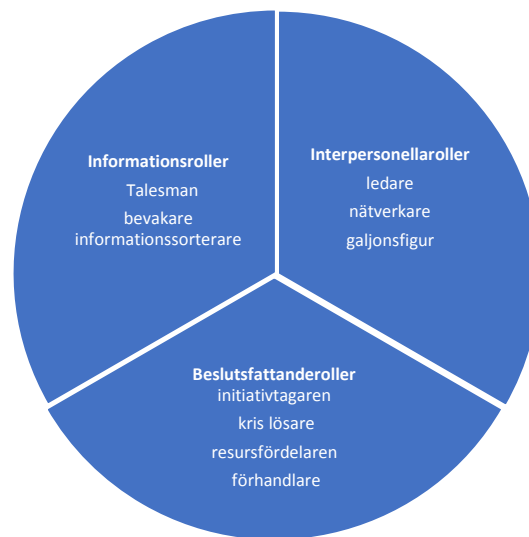 Informationsroller
Talesman
bevakare
informationssorterare
Interpersonellaroller
ledare
nätverkare
galjonsfigur
Beslutsfattanderoller
initiativtagaren
kris lösare
resursfördelaren
förhandlare